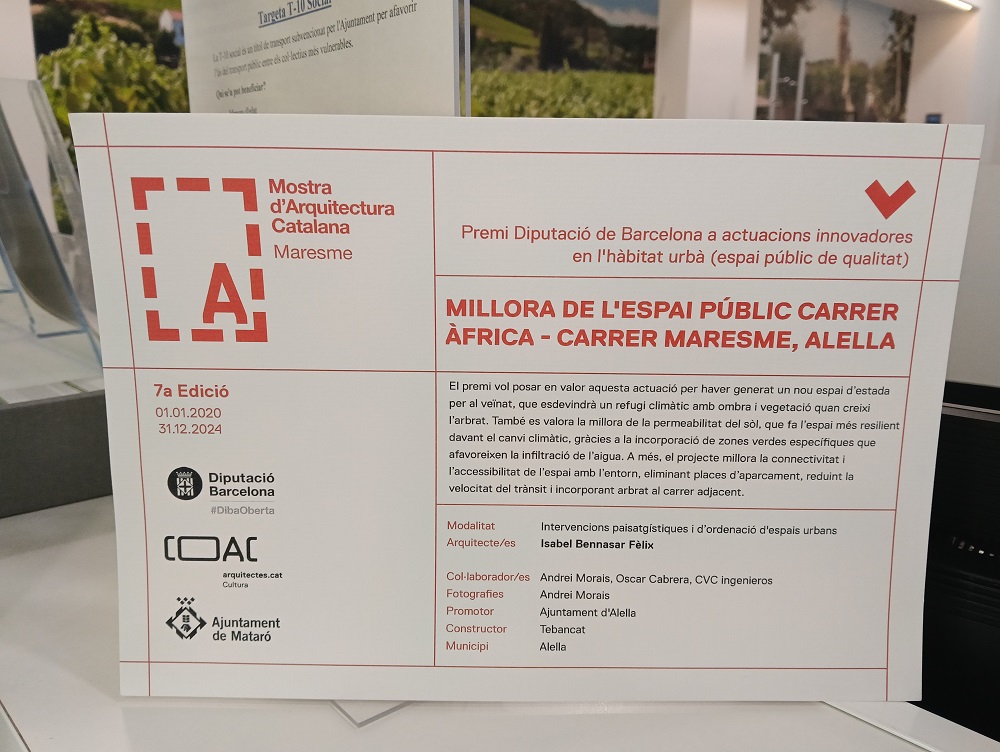 Targeta T-10 Social
La T-10 social es un títol de transport subvencionat per l'Ajuntament per afavorir
l'ús del transport públic entre els col·lectius més vulnerables.
Qui se'n pot beneficiar?
Mostra
d'Arquitectura
Catalana
Maresme
A
Premi Diputació de Barcelona a actuacions innovadores
en l'hàbitat urbà (espai públic de qualitat)
MILLORA DE L'ESPAI PÚBLIC CARRER
ÀFRICA - CARRER MARESME, ALELLA
7a Edició
01.01.2020
31.12.2024
El premi vol posar en valor aquesta actuació per haver generat un nou espai d'estada
per al veïnat, que esdevindrà un refugi climàtic amb ombra i vegetació quan creixi
l'arbrat. També es valora la millora de la permeabilitat del sòl, que fa l'espai més resilient
davant el canvi climàtic, gràcies a la incorporació de zones verdes específiques que
afavoreixen la infiltració de l'aigua. A més, el projecte millora la connectivitat i
l'accessibilitat de l'espai amb l'entorn, eliminant places d'aparcament, reduint la
velocitat del trànsit i incorporant arbrat al carrer adjacent.
Diputació
Barcelona
#DibaOberta
COAC
arquitectes.cat
Cultura
Ajuntament
de Mataró
Modalitat Intervencions paisatgístiques i d'ordenació d'espais urbans
Arquitecte/es Isabel Bennasar Fèlix
Col·laborador/es Andrei Morais, Oscar Cabrera, CVC ingenieros
Fotografies Andrei Morais
Promotor Ajuntament d'Alella
Constructor Tebancat
Municipi Alella